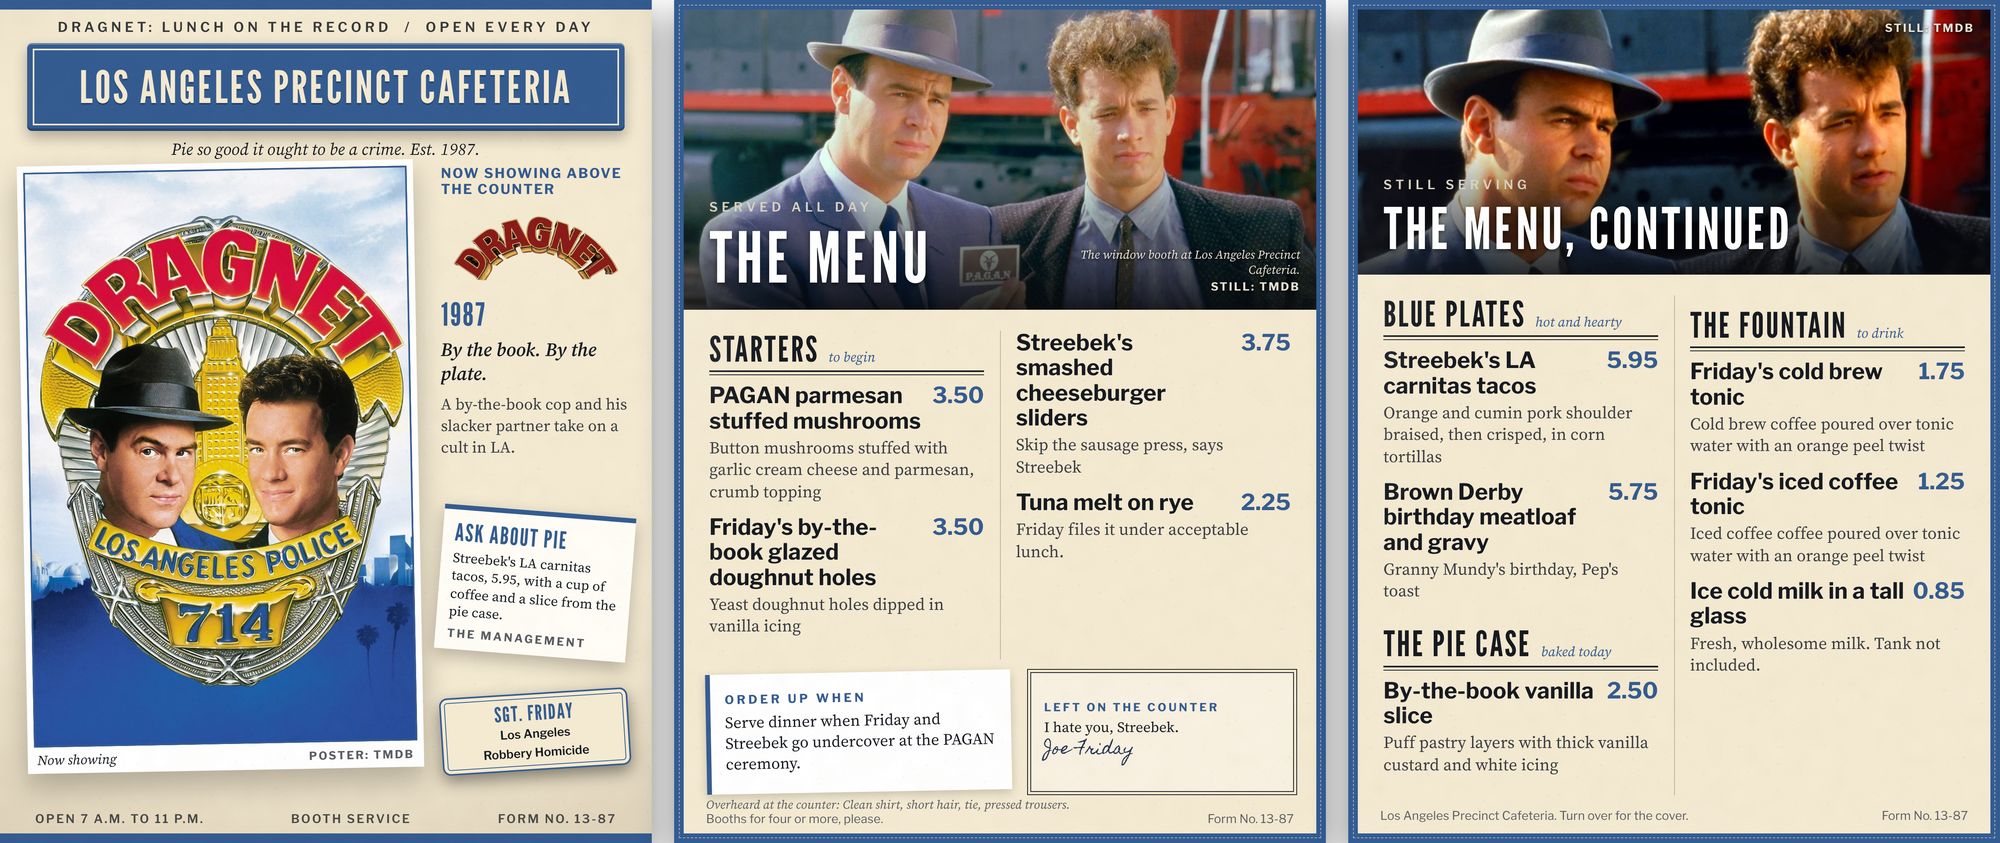 DRAGNET: LUNCH ON THE RECORD / OPEN EVERY DAY
LOS ANGELES PRECINCT CAFETERIA
Pie so good it ought to be a crime. Est. 1987.
DRAGNET
LOS ANGELES POLICE
714
Now showing
POSTER: TMDB
NOW SHOWING ABOVE
THE COUNTER
DRAGNET
1987
By the book. By the
plate.
A by-the-book cop and his
slacker partner take on a
cult in LA.
ASK ABOUT PIE
Streebek's LA carnitas
tacos, 5.95, with a cup of
coffee and a slice from the
pie case.
THE MANAGEMENT
SGT. FRIDAY
Los Angeles
Robbery Homicide
OPEN 7 A.M. TO 11 P.M.
BOOTH SERVICE
FORM NO. 13-87
SERVED ALL DAY
THE MENU
P.A.G.A.N
The window booth at Los Angeles Precinct
Cafeteria.
STILL: TMDB
STARTERS to begin
PAGAN parmesan 3.50
stuffed mushrooms
Button mushrooms stuffed with
garlic cream cheese and parmesan,
crumb topping
Friday's by-the- 3.50
book glazed
doughnut holes
Yeast doughnut holes dipped in
vanilla icing
Streebek's 3.75
smashed
cheeseburger
sliders
Skip the sausage press, says
Streebek
Tuna melt on rye 2.25
Friday files it under acceptable
lunch.
ORDER UP WHEN
Serve dinner when Friday and
Streebek go undercover at the PAGAN
ceremony.
LEFT ON THE COUNTER
I hate you, Streebek.
Joe Friday
Overheard at the counter: Clean shirt, short hair, tie, pressed trousers.
Booths for four or more, please.
Form No. 13-87
STILL: TMDB
STILL SERVING
THE MENU, CONTINUED
BLUE PLATES hot and hearty
Streebek's LA 5.95
carnitas tacos
Orange and cumin pork shoulder
braised, then crisped, in corn
tortillas
Brown Derby 5.75
birthday meatloaf
and gravy
Granny Mundy's birthday, Pep's
toast
THE PIE CASE baked today
By-the-book vanilla 2.50
slice
Puff pastry layers with thick vanilla
custard and white icing
THE FOUNTAIN to drink
Friday's cold brew 1.75
tonic
Cold brew coffee poured over tonic
water with an orange peel twist
Friday's iced coffee 1.25
tonic
Iced coffee coffee poured over tonic
water with an orange peel twist
Ice cold milk in a tall 0.85
glass
Fresh, wholesome milk. Tank not
included.
Los Angeles Precinct Cafeteria. Turn over for the cover.
Form No. 13-87